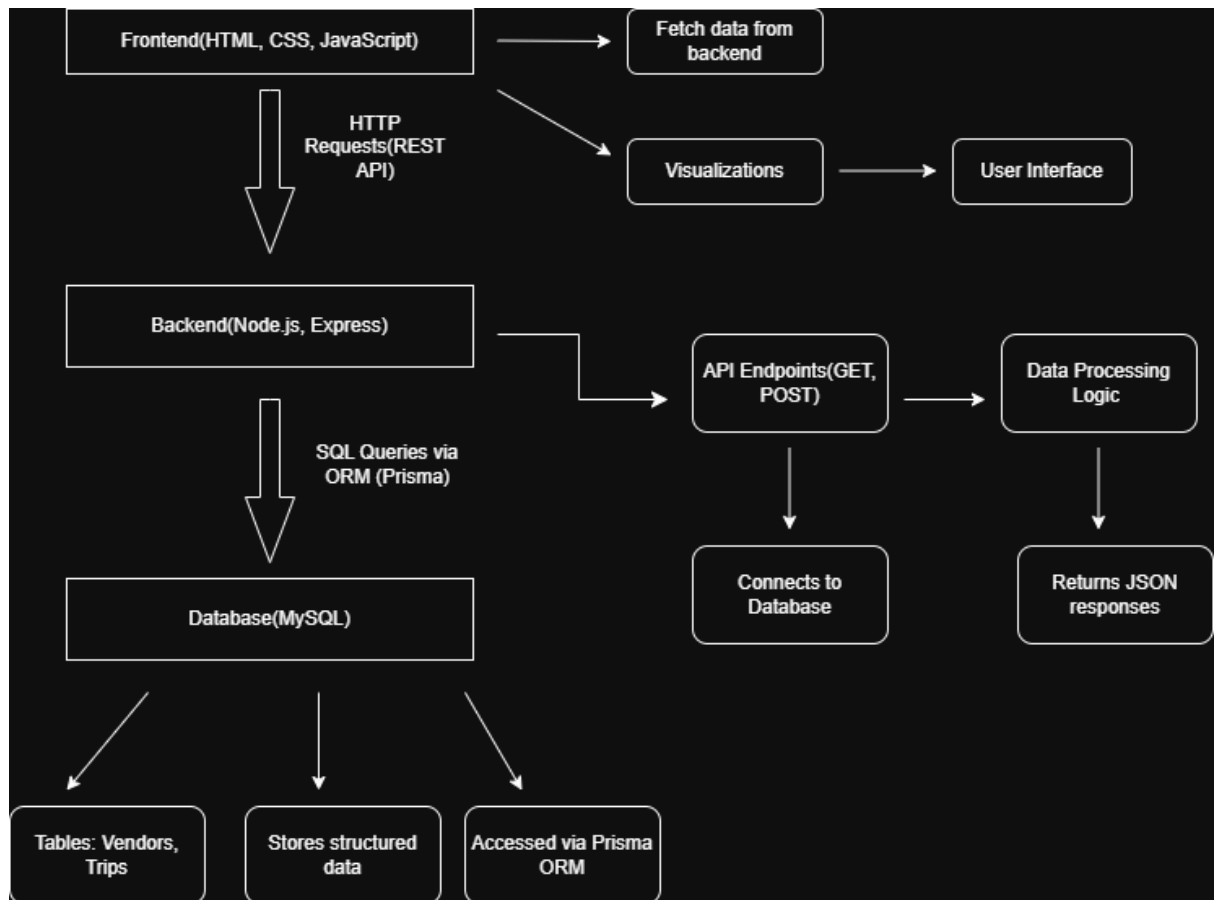 Frontend(HTML, CSS, JavaScript)
Fetch data from
backend
HTTP
Requests(REST
API)
Visualizations
User Interface
Backend(Node.js, Express)
API Endpoints(GET,
POST)
Data Processing
Logic
SQL Queries via
ORM (Prisma)
Connects to
Database
Returns JSON
responses
Database(MySQL)
Tables: Vendors,
Trips
Stores structured
data
Accessed via Prisma
ORM